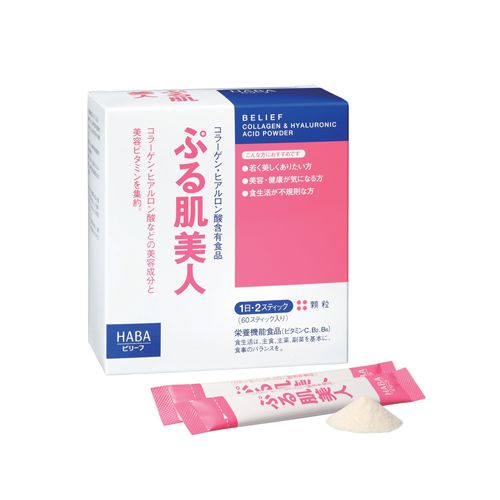 ぷる肌美人
コラーゲン・ヒアルロン酸含有食品
コラーゲン・ヒアルロン酸などの美容成分と
美容ビタミンを集約。
HABA
ビリーフ
HABA
BELIEF
COLLAGEN & HYALURONIC
ACID POWDER
こんな方におすすめです
●若く美しくありたい方
●美容・健康が気になる方
●食生活が不規則な方
1日・2スティック
顆粒
(60スティック入り)
栄養機能食品(ビタミンC、B2、B6)
食生活は、主食、主菜、副菜を基本に、
食事のバランスを。
ぷる肌美人
HABA